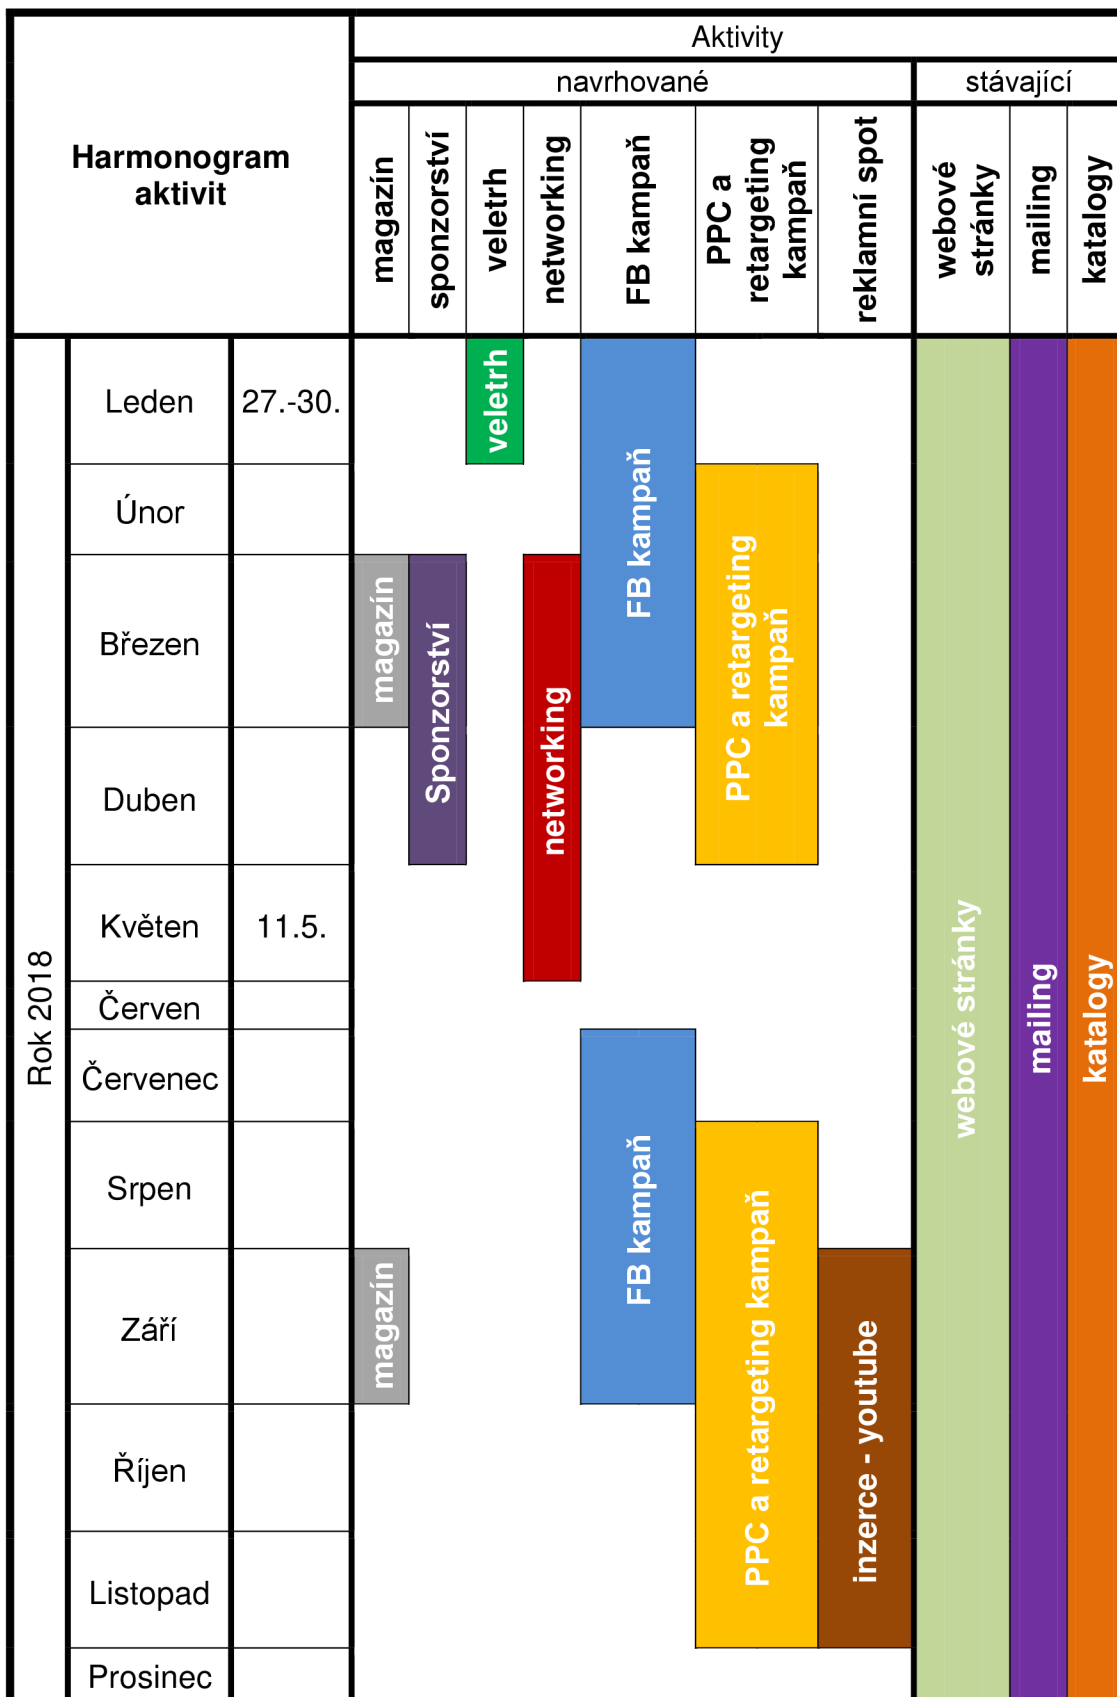 Aktivity
navrhované
stávající
Harmonogram
aktivit
magazín
sponzorství
veletrh
networking
FB kampaň
PPC a
retargeting
kampaň
reklamní spot
webové
stránky
mailing
katalogy
Rok 2018
Leden
27.-30.
Únor
Březen
Duben
Květen
11.5.
Červen
Červenec
Srpen
Září
Říjen
Listopad
Prosinec
veletrh
FB kampaň
PPC a retargeting
kampaň
magazín
Sponzorství
networking
FB kampaň
PPC a retargeting kampaň
magazín
inzerce - youtube
webové stránky
mailing
katalogy